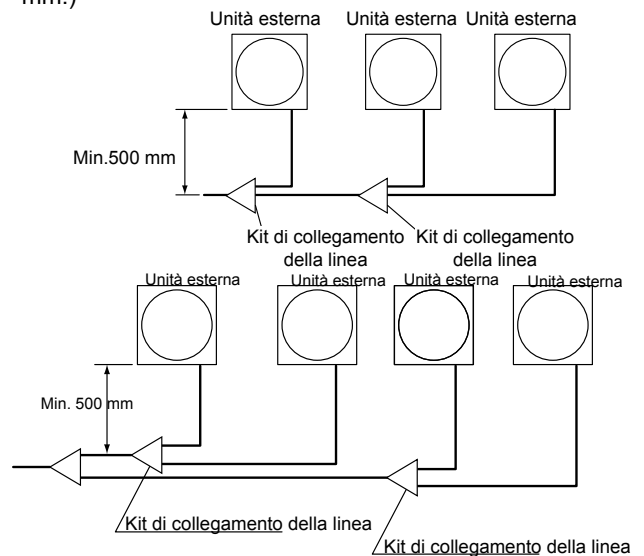 mm.)
Unità esterna Unità esterna Unità esterna
Min.500 mm
Kit di collegamento Kit di collegamento
della linea della linea
Unità esterna Unità esterna Unità esterna Unità esterna
Min. 500 mm
Kit di collegamento della linea
Kit di collegamento della linea